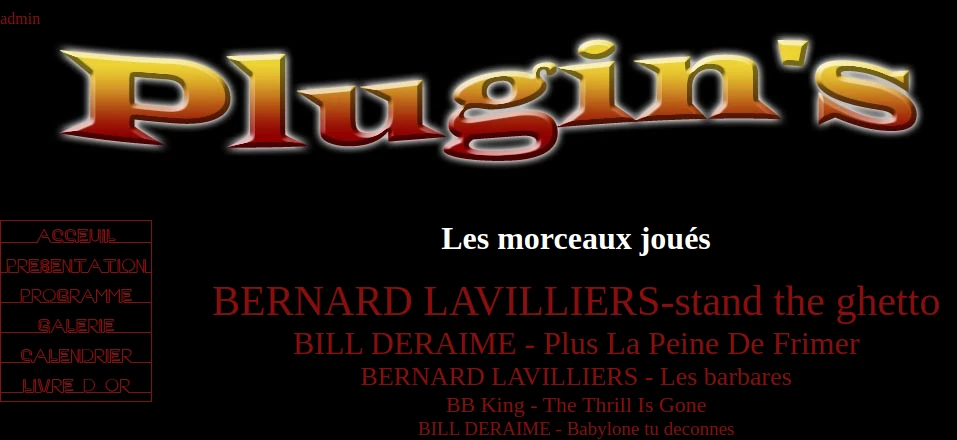 admin
Plugin's
ACCEUIL
PRESENTATION
PROGRAMME
GALERIE
CALENDRIER
LIVRE D OR
Les morceaux joués
BERNARD LAVILLIERS-stand the ghetto
BILL DERAIME - Plus La Peine De Frimer
BERNARD LAVILLIERS - Les barbares
BB King - The Thrill Is Gone
BILL DERAIME - Babylone tu deconnes